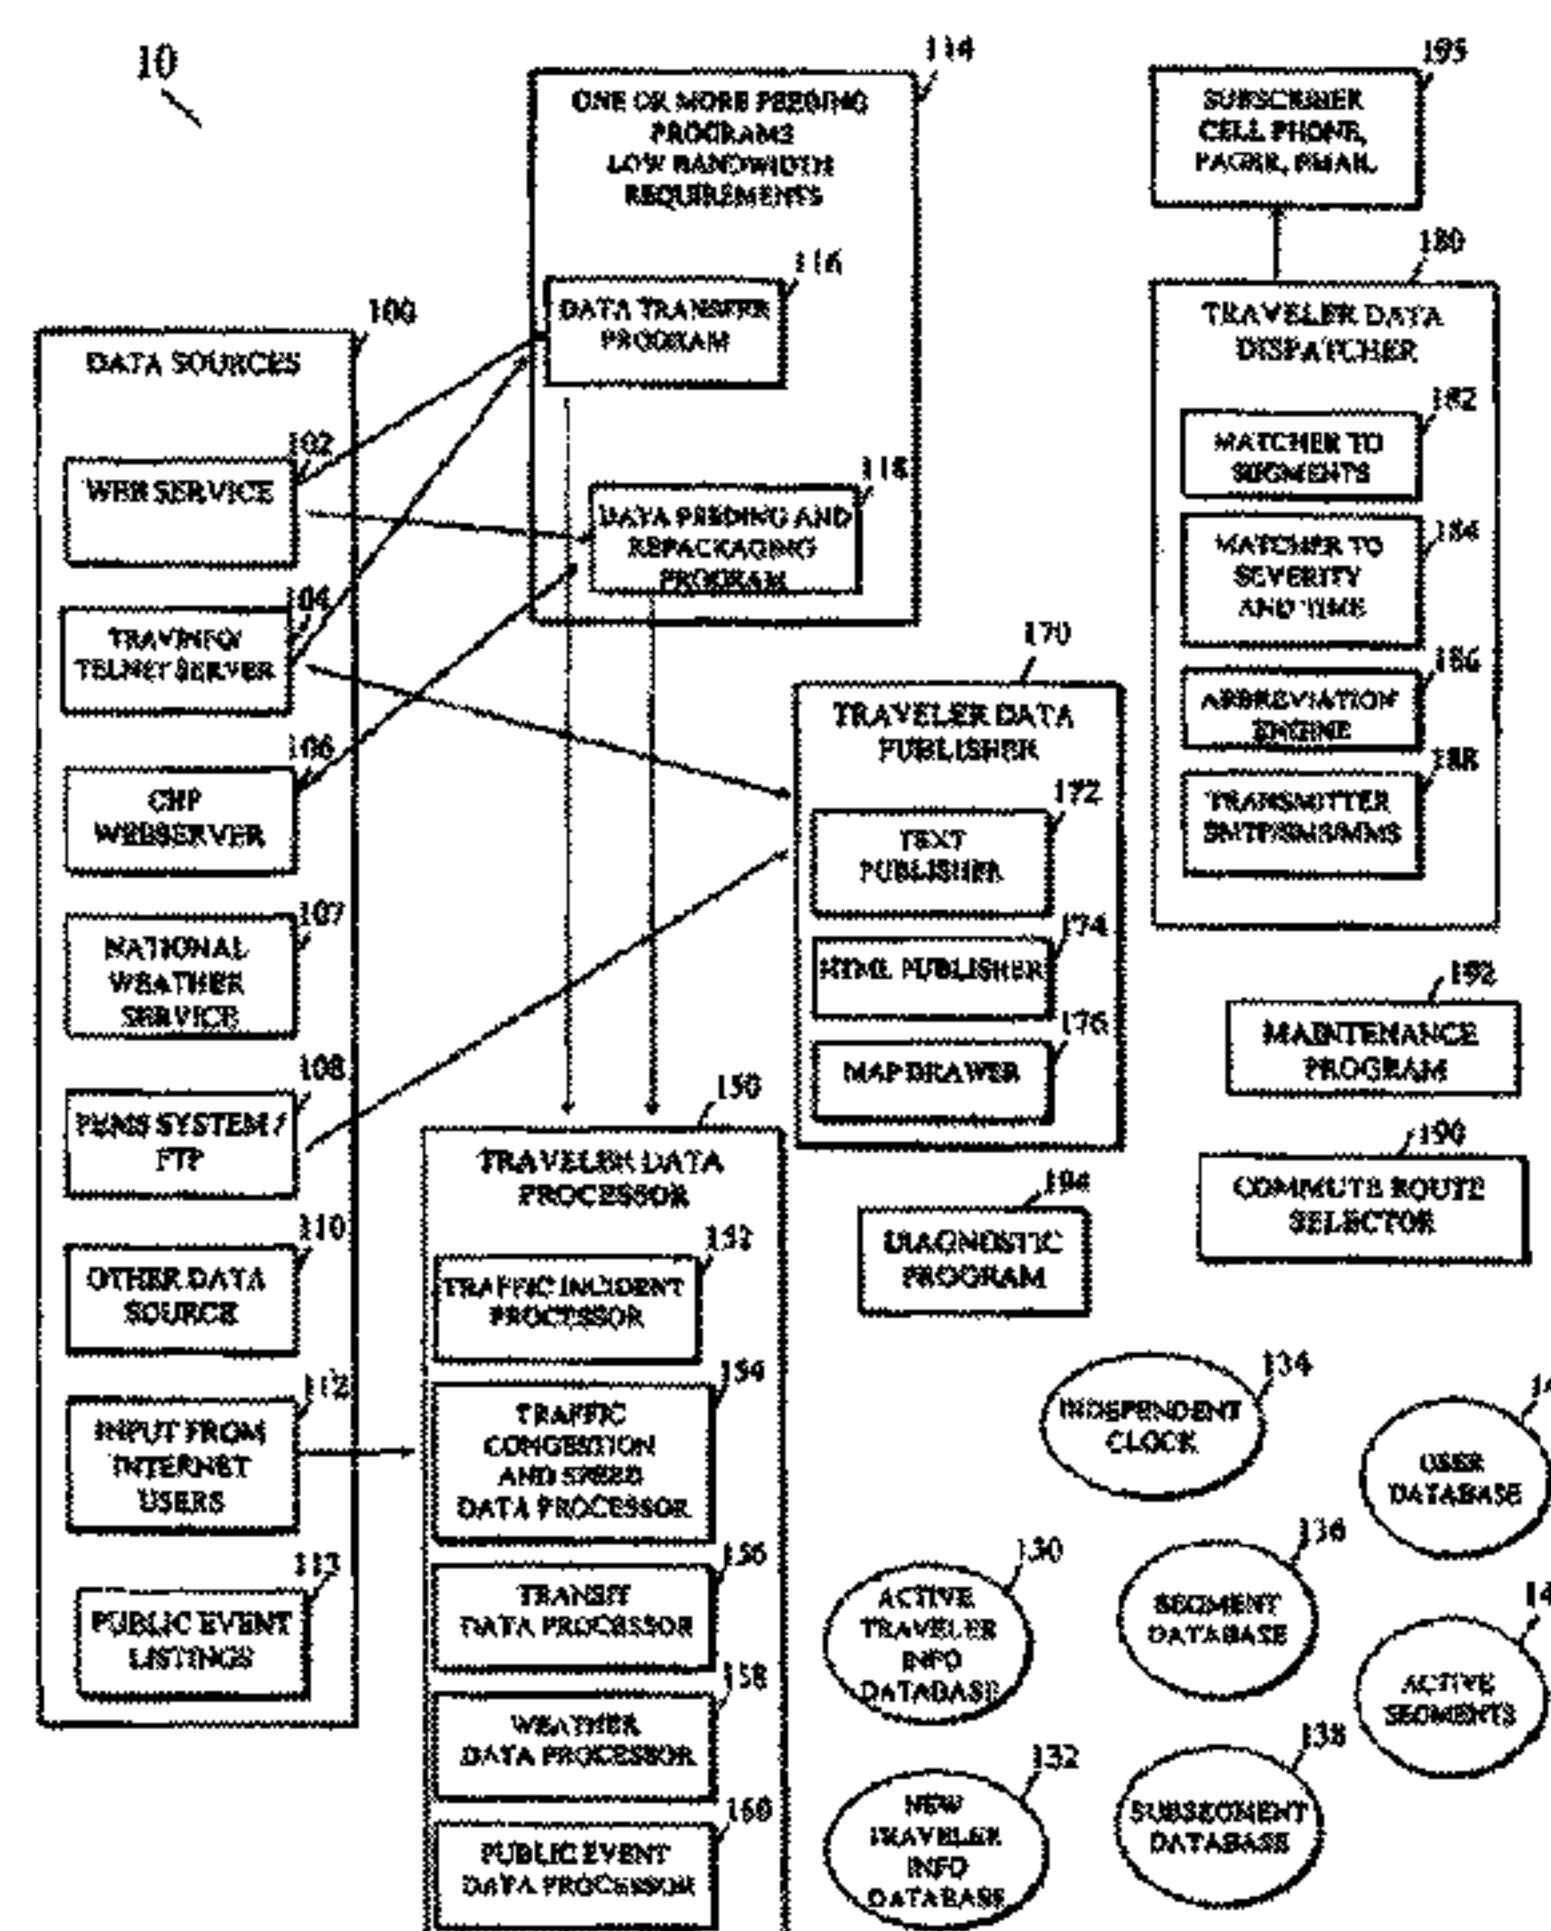 10
114
ONE OR MORE FEEDING
PROGRAMS
LOW BANDWIDTH
REQUIREMENTS
116
DATA TRANSFER
PROGRAM
118
DATA FEEDING AND
REPACKAGING
PROGRAM
100
DATA SOURCES
102
WEB SERVICE
104
TRAVINFO/
TELNET SERVER
106
CHP
WEBSERVER
107
NATIONAL
WEATHER
SERVICE
108
PEMS SYSTEM /
FTP
110
OTHER DATA
SOURCE
112
INPUT FROM
INTERNET
USERS
113
PUBLIC EVENT
LISTINGS
150
TRAVELER DATA
PROCESSOR
152
TRAFFIC INCIDENT
PROCESSOR
154
TRAFFIC
CONGESTION
AND SPEED
DATA PROCESSOR
156
TRANSIT
DATA PROCESSOR
158
WEATHER
DATA PROCESSOR
160
PUBLIC EVENT
DATA PROCESSOR
170
TRAVELER DATA
PUBLISHER
172
TEXT
PUBLISHER
174
HTML PUBLISHER
176
MAP DRAWER
195
SUBSCRIBER
CELL PHONE,
PAGER, EMAIL
180
TRAVELER DATA
DISPATCHER
182
MATCHER TO
SEGMENTS
184
MATCHER TO
SEVERITY
AND TIME
186
ABBREVIATION
ENGINE
188
TRANSMITTER
SMTP/SMS/MMS
192
MAINTENANCE
PROGRAM
190
COMMUTE ROUTE
SELECTOR
194
DIAGNOSTIC
PROGRAM
134
INDEPENDENT
CLOCK
14
USER
DATABASE
130
ACTIVE
TRAVELER
INFO
DATABASE
136
SEGMENT
DATABASE
14
ACTIVE
SEGMENTS
132
NEW
TRAVELER
INFO
DATABASE
138
SUBSEGMENT
DATABASE